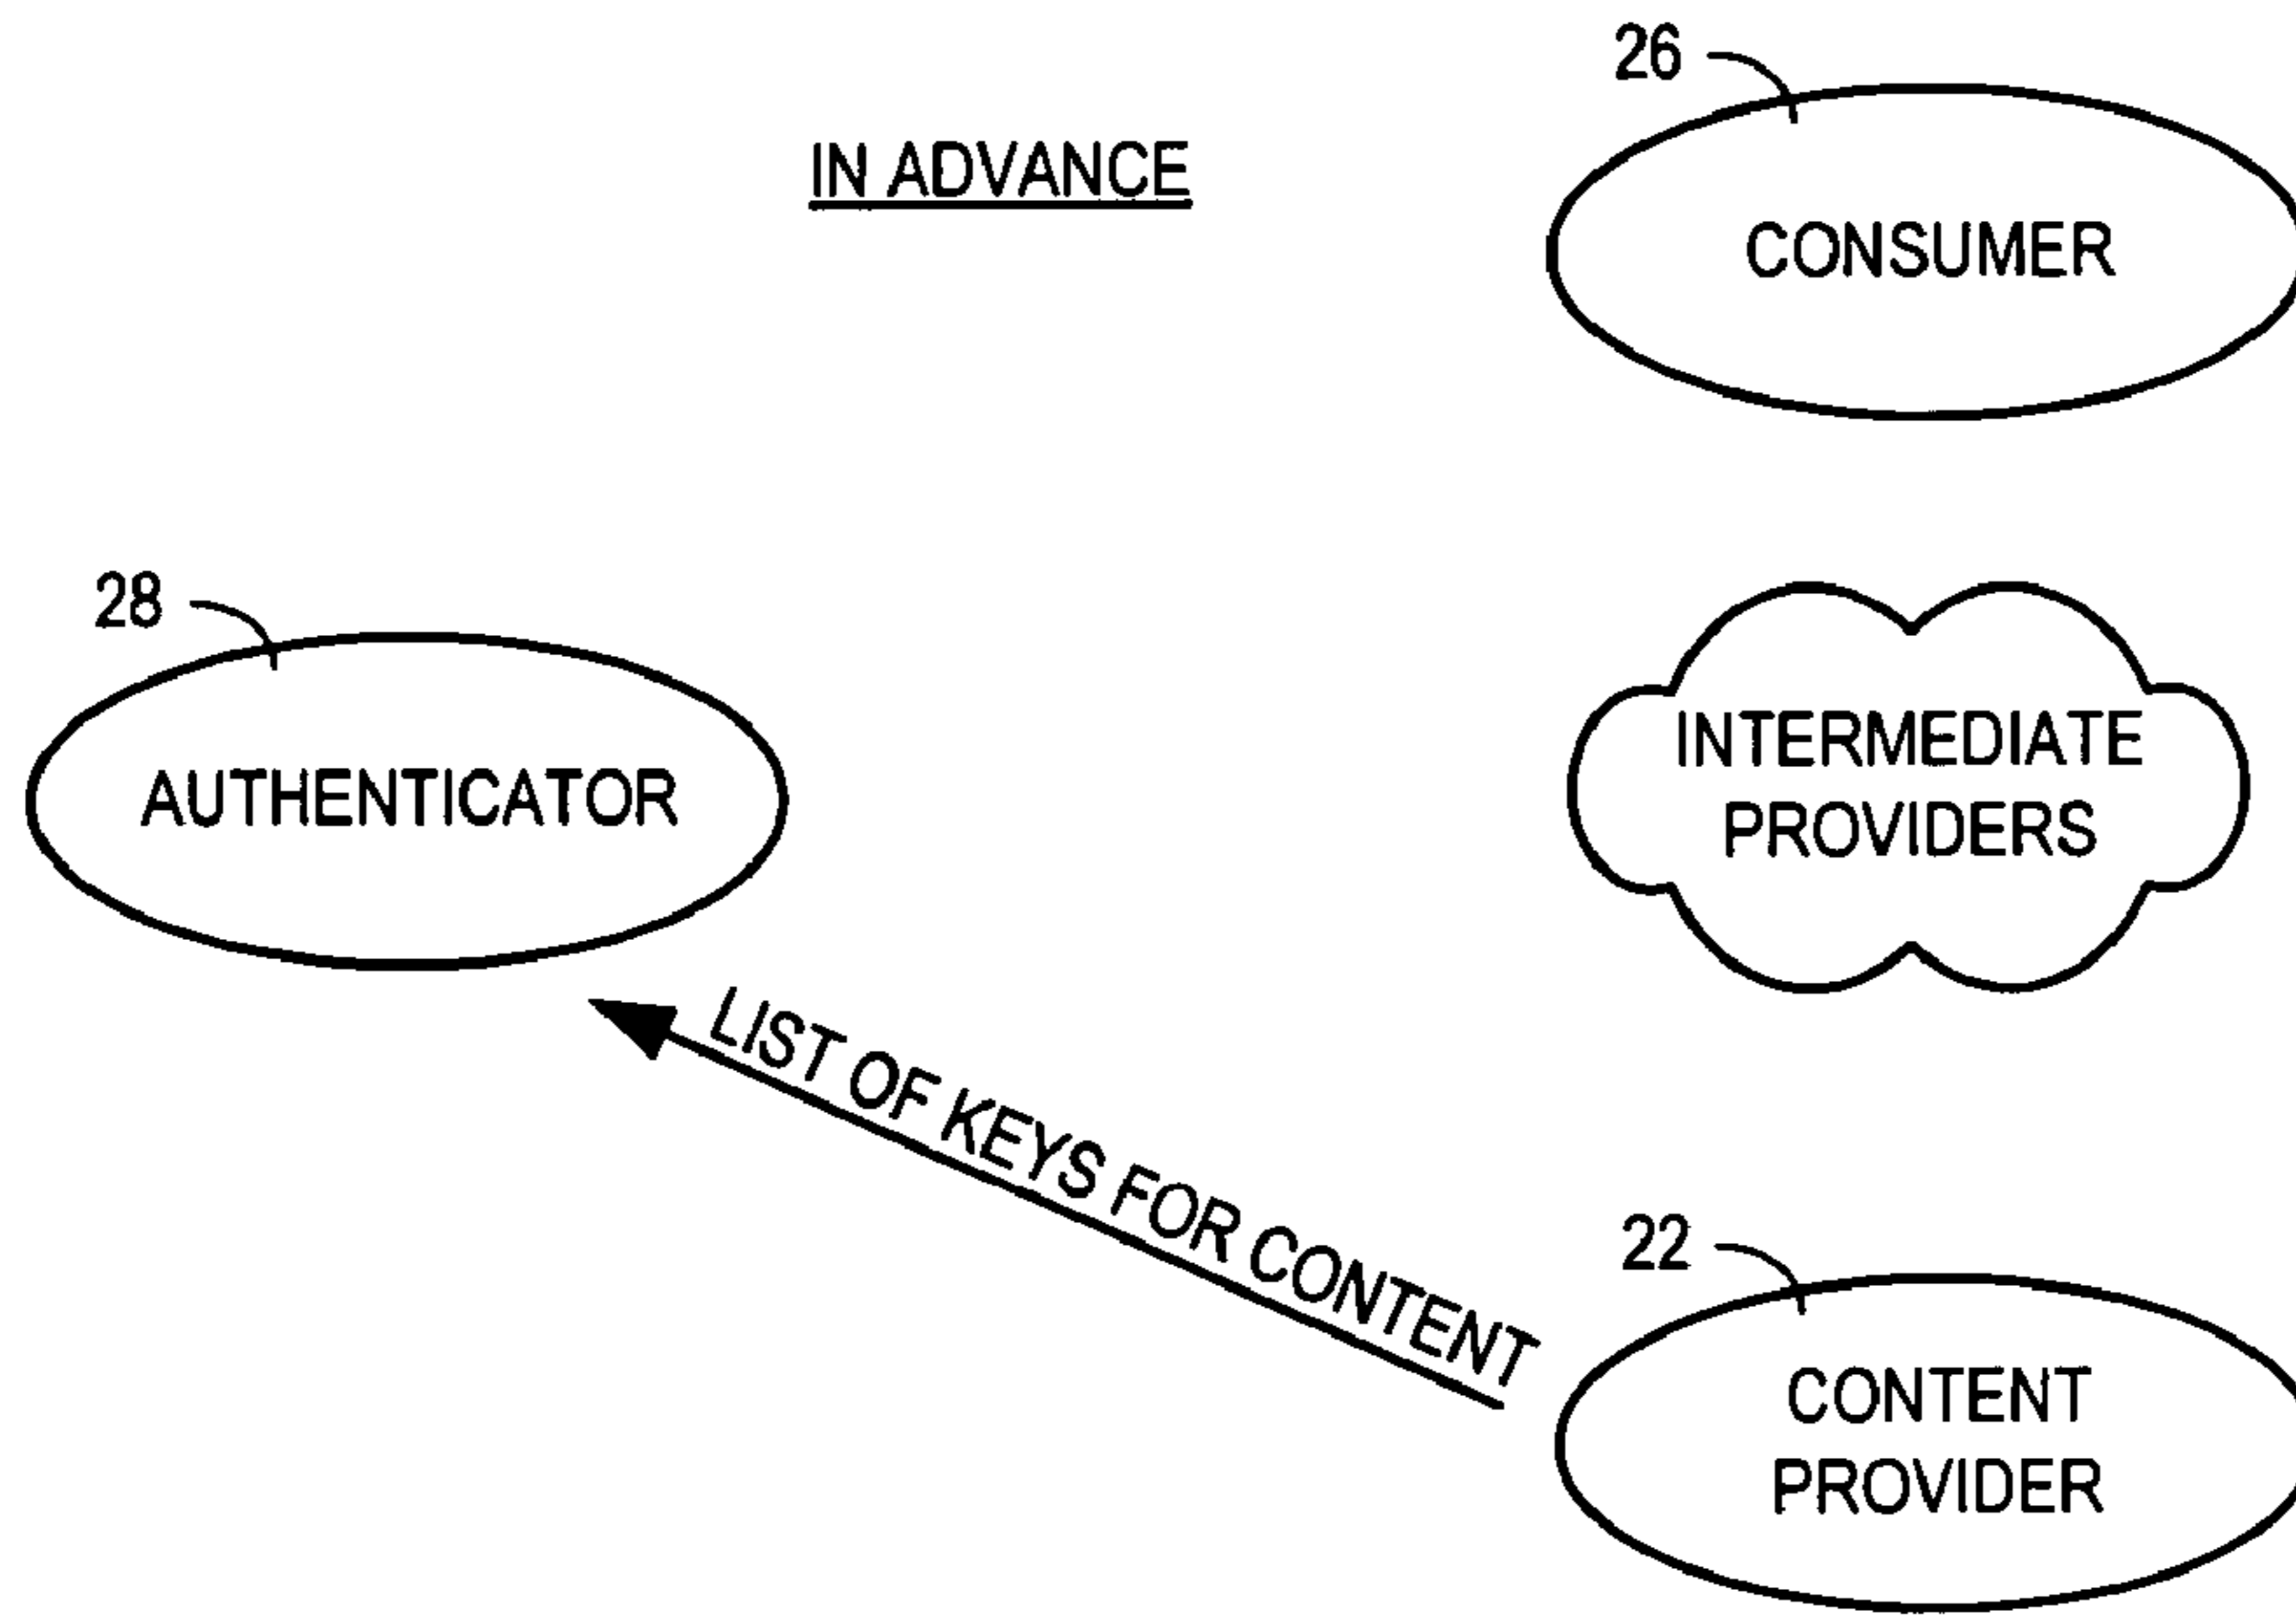 26
IN ADVANCE
CONSUMER
28
AUTHENTICATOR
INTERMEDIATE
PROVIDERS
LIST OF KEYS FOR CONTENT
22
CONTENT
PROVIDER